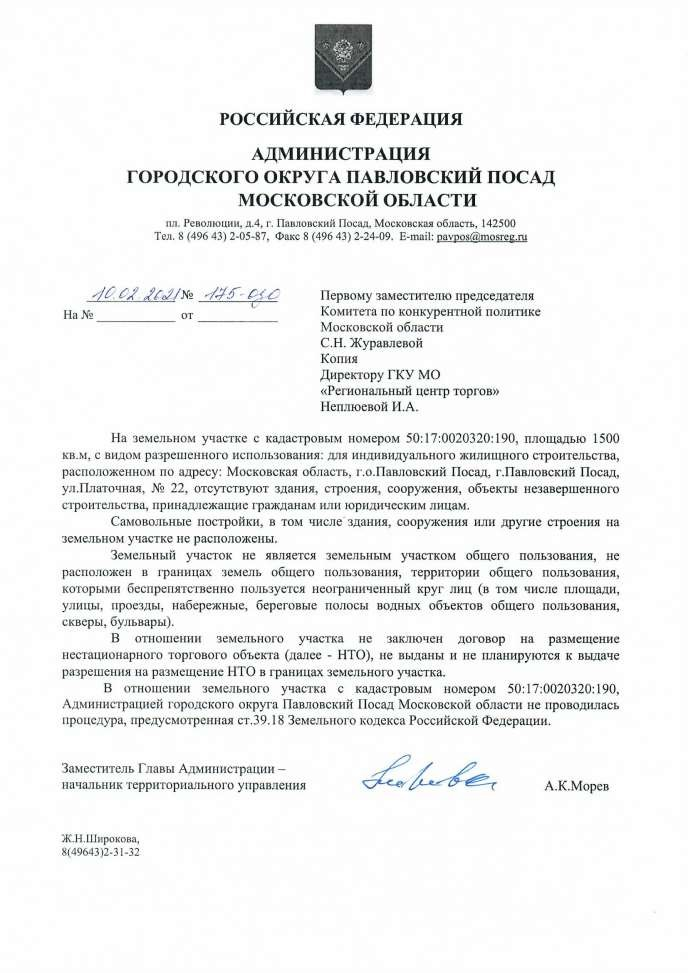 РОССИЙСКАЯ ФЕДЕРАЦИЯ
АДМИНИСТРАЦИЯ
ГОРОДСКОГО ОКРУГА ПАВЛОВСКИЙ ПОСАД
МОСКОВСКОЙ ОБЛАСТИ
пл. Революции, д.4, г. Павловский Посад, Московская область, 142500
Тел. 8 (496 43) 2-05-87, Факс 8 (496 43) 2-24-09. E-mail: pavpos@mosreg.ru
10.02 2021 № 175-ОЗО
На № ____________ от ____________
Первому заместителю председателя
Комитета по конкурентной политике
Московской области
С.Н. Журавлевой
Копия
Директору ГКУ МО
«Региональный центр торгов»
Неплюевой И.А.
На земельном участке с кадастровым номером 50:17:0020320:190, площадью 1500
кв.м, с видом разрешенного использования: для индивидуального жилищного строительства,
расположенном по адресу: Московская область, г.о.Павловский Посад, г.Павловский Посад,
ул.Платочная, № 22, отсутствуют здания, строения, сооружения, объекты незавершенного
строительства, принадлежащие гражданам или юридическим лицам.
Самовольные постройки, в том числе здания, сооружения или другие строения на
земельном участке не расположены.
Земельный участок не является земельным участком общего пользования, не
расположен в границах земель общего пользования, территории общего пользования,
которыми беспрепятственно пользуется неограниченный круг лиц (в том числе площади,
улицы, проезды, набережные, береговые полосы водных объектов общего пользования,
скверы, бульвары).
В отношении земельного участка не заключен договор на размещение
нестационарного торгового объекта (далее - НТО), не выданы и не планируются к выдаче
разрешения на размещение НТО в границах земельного участка.
В отношении земельного участка с кадастровым номером 50:17:0020320:190,
Администрацией городского округа Павловский Посад Московской области не проводилась
процедура, предусмотренная ст.39.18 Земельного кодекса Российской Федерации.
Заместитель Главы Администрации –
начальник территориального управления
А.К.Морев
Ж.Н.Широкова,
8(49643)2-31-32